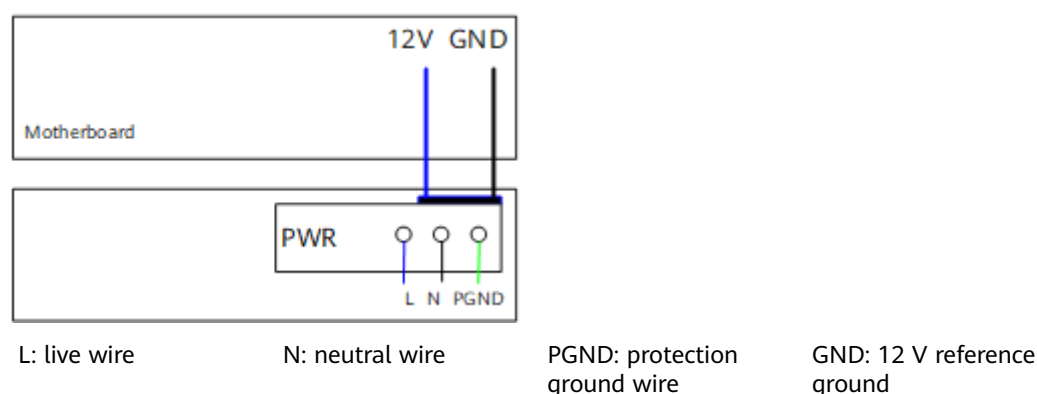 12V GND
Motherboard
PWR
L N PGND
L: live wire
N: neutral wire
PGND: protection
ground wire
GND: 12 V reference
ground